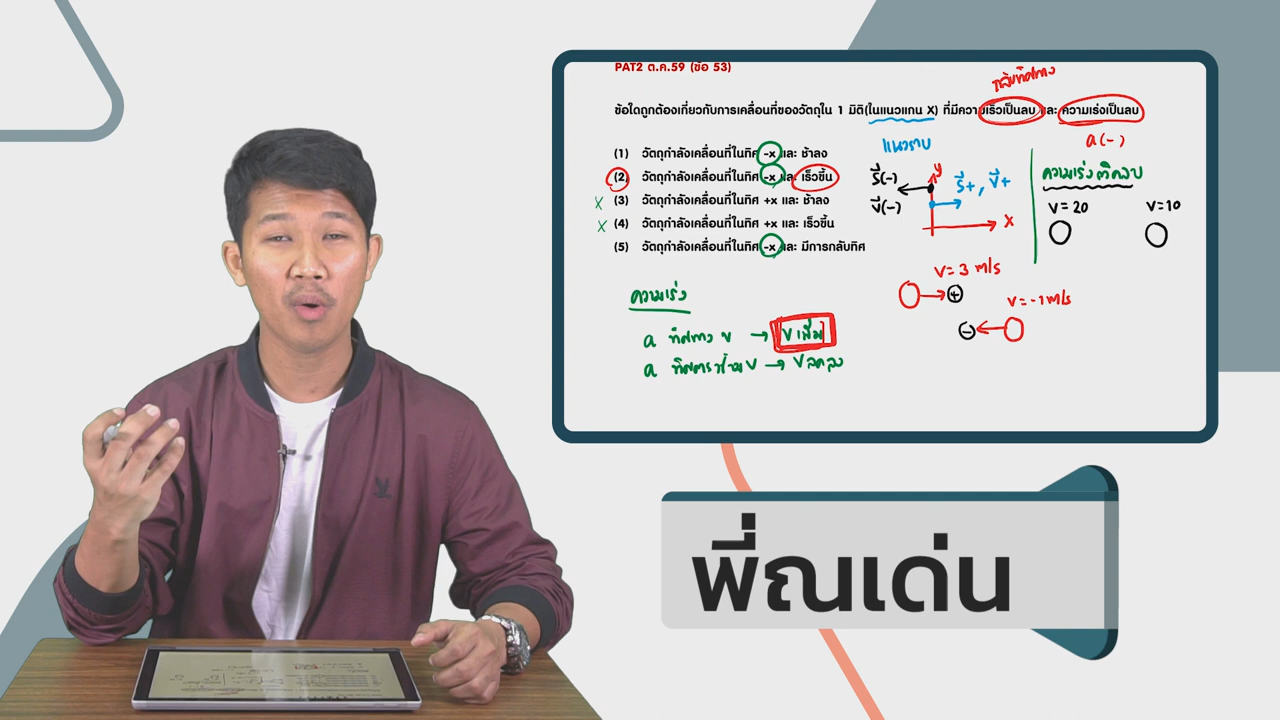 PAT2 ต.ค.59 (ข้อ 53)
กลับทิศทาง
ข้อใดถูกต้องเกี่ยวกับการเคลื่อนที่ของวัตถุใน 1 มิติ(ในแนวแกน X) ที่มีความเร็วเป็นลบ และ ความเร่งเป็นลบ
แนวราบ
a (-)
(1) วัตถุกำลังเคลื่อนที่ในทิศ -x และ ช้าลง
(2) วัตถุกำลังเคลื่อนที่ในทิศ -x และ เร็วขึ้น
(3) วัตถุกำลังเคลื่อนที่ในทิศ +x และ ช้าลง
(4) วัตถุกำลังเคลื่อนที่ในทิศ +x และ เร็วขึ้น
(5) วัตถุกำลังเคลื่อนที่ในทิศ -x และ มีการกลับทิศ
x
x
y
S(-)
V(-)
S+, V+
X
ความเร่งติดลบ
V = 20
V = 10
V = 3 m/s
+
V = -1 m/s
-
ความเร่ง
a ทิศทาง v → V เพิ่ม
a ทิศตรงข้าม V → V ลดลง
พี่ณเด่น